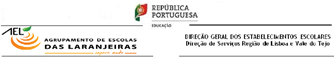 REPÚBLICA
PORTUGUESA
EDUCAÇÃO
AEL
AGRUPAMENTO DE ESCOLAS
DAS LARANJEIRAS
DIREÇÃO GERAL DOS ESTABELECIMENTOS ESCOLARES
Direção de Serviços Região de Lisboa e Vale do Tejo